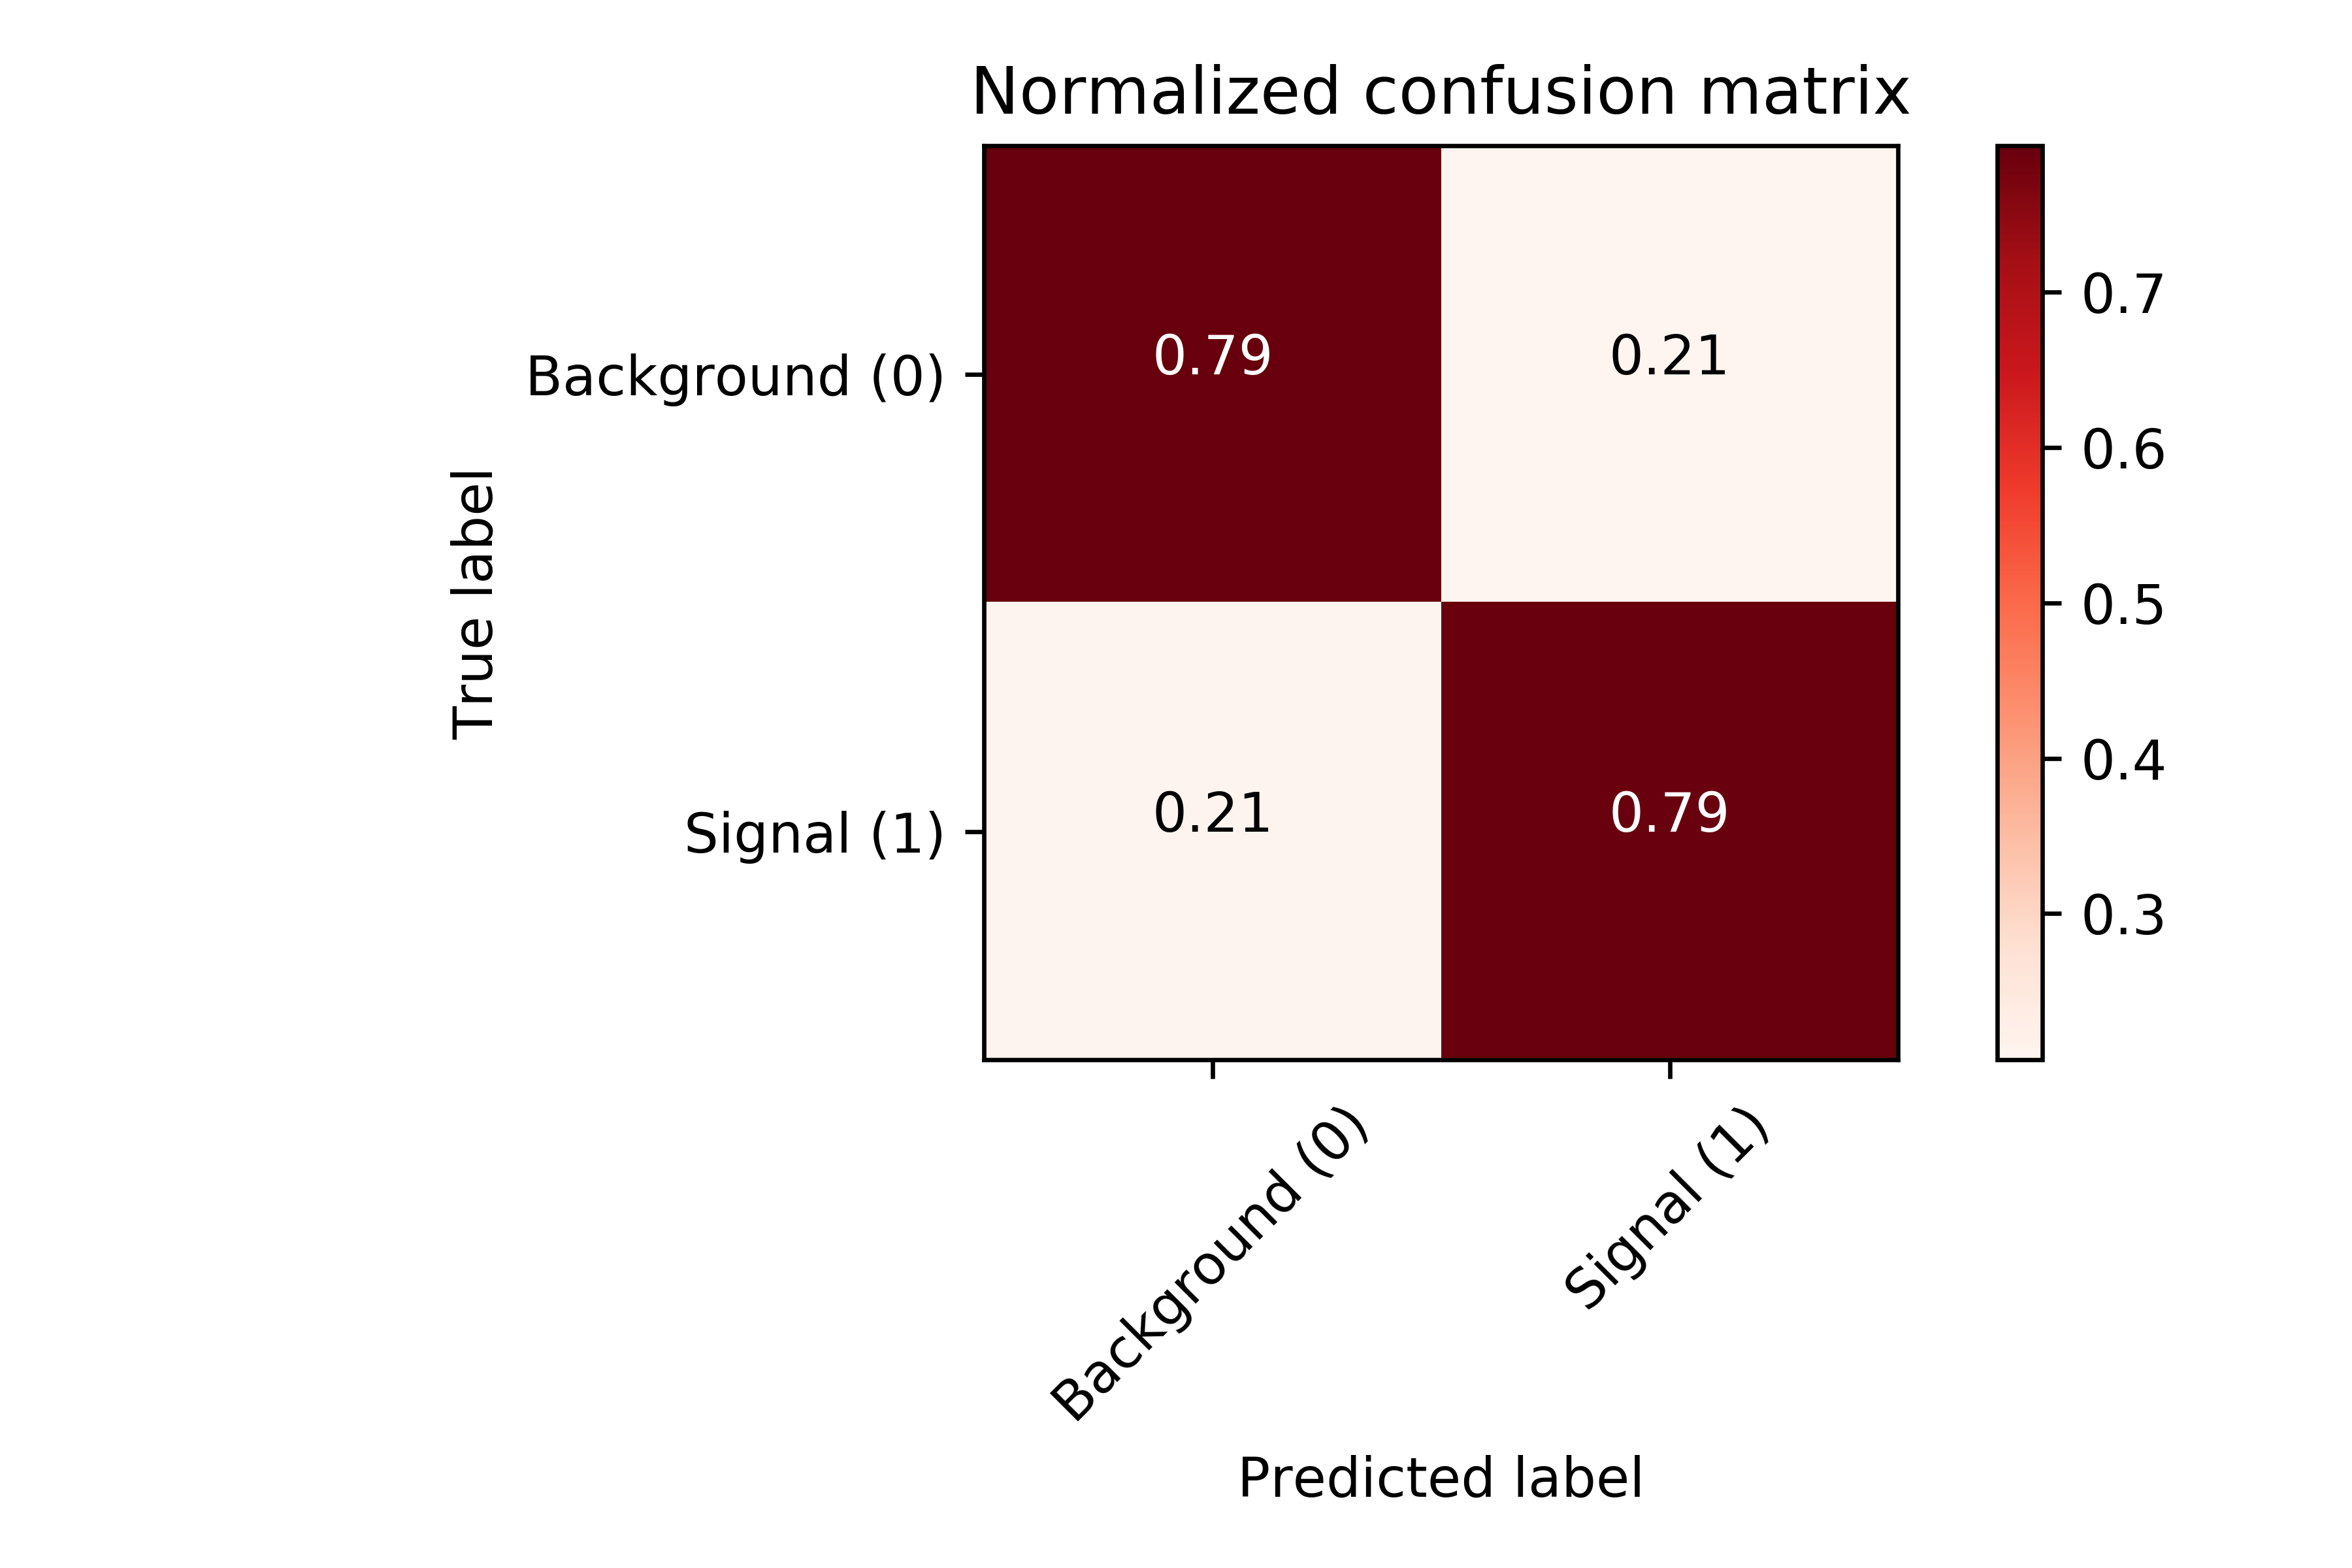 Normalized confusion matrix
True label
Background (0)
0.79
0.21
Signal (1)
0.21
0.79
0.7
0.6
0.5
0.4
0.3
Background (0)
Signal (1)
Predicted label